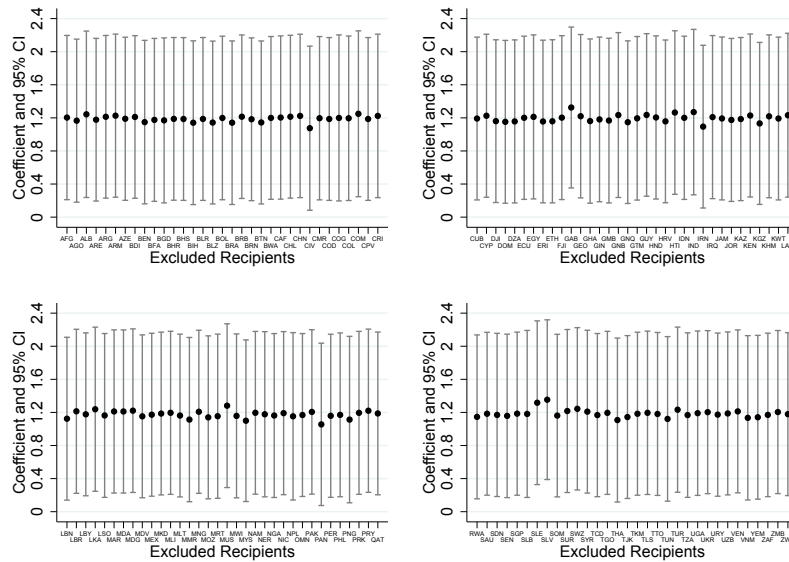 Coefficient and 95% CI
2.4
2
1.6
1.2
0.8
0.4
0
AFG ALB ARG AZE BEN BGD BHS BLR BOL BRB BTN CAF CHN CMR COG COM CRI
AGO ARE ARM BDI BFA BHR BIH BLZ BRA BRN BWA CHL CIV COD COL CPV
Excluded Recipients
Coefficient and 95% CI
2.4
2
1.6
1.2
0.8
0.4
0
CUB DJI DZA EGY ETH GAB GHA GMB GNQ GUY HRV IDN IRN JAM KAZ KGZ KWT
CYP DOM ECU ERI FJI GEO GIN GNB GTM HND HTI IND IRQ JOR KEN KHM
Excluded Recipients
Coefficient and 95% CI
2.4
2
1.6
1.2
0.8
0.4
0
LBN LBY LSO MDA MDV MKD MLT MNG MRT MWI NAM NGA NPL PAK PER PNG PRY
LBR LKA MAR MDG MEX MLI MMR MOZ MUS MYS NER NIC OMN PAN PHL PRK QAT
Excluded Recipients
Coefficient and 95% CI
2.4
2
1.6
1.2
0.8
0.4
0
RWA SDN SGP SLE SOM SWZ TCD THA TKM TTO TUR UGA URY VEN YEM ZMB
SAU SEN SLB SLV SUR SYR TGO TJK TLS TUN TZA UKR UZB VNM ZAF
Excluded Recipients